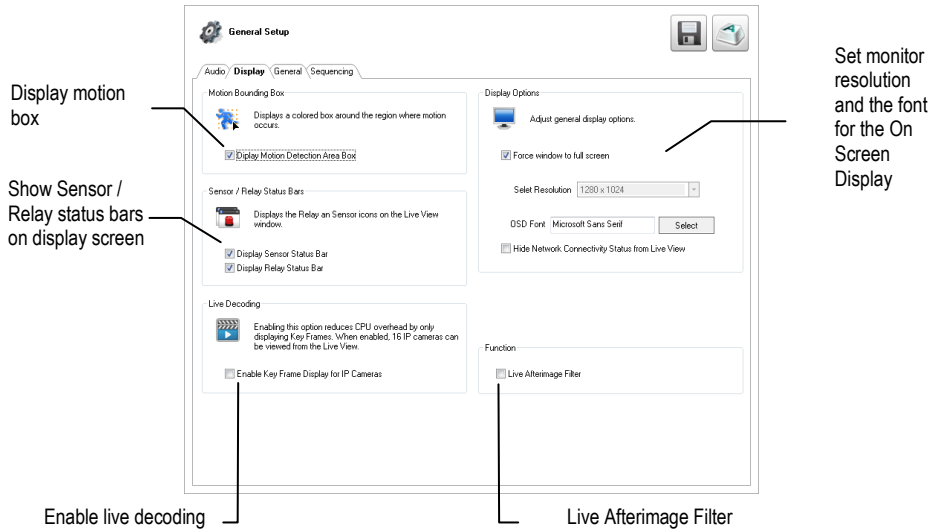 General Setup
Audio Display General Sequencing
Motion Bounding Box
Displays a colored box around the region where motion
occurs.
Diplay Motion Detection Area Box
Sensor / Relay Status Bars
Displays the Relay an Sensor icons on the Live View
window.
Display Sensor Status Bar
Display Relay Status Bar
Live Decoding
Enabling this option reduces CPU overhead by only
displaying Key Frames. When enabled, 16 IP cameras can
be viewed from the Live View.
Enable Key Frame Display for IP Cameras
Display Options
Adjust general display options.
Force window to full screen
Selet Resolution 1280 x 1024
OSD Font Microsoft Sans Serif Select
Hide Network Connectivity Status from Live View
Function
Live Afterimage Filter
Display motion
box
Show Sensor /
Relay status bars
on display screen
Set monitor
resolution
and the font
for the On
Screen
Display
Enable live decoding
Live Afterimage Filter